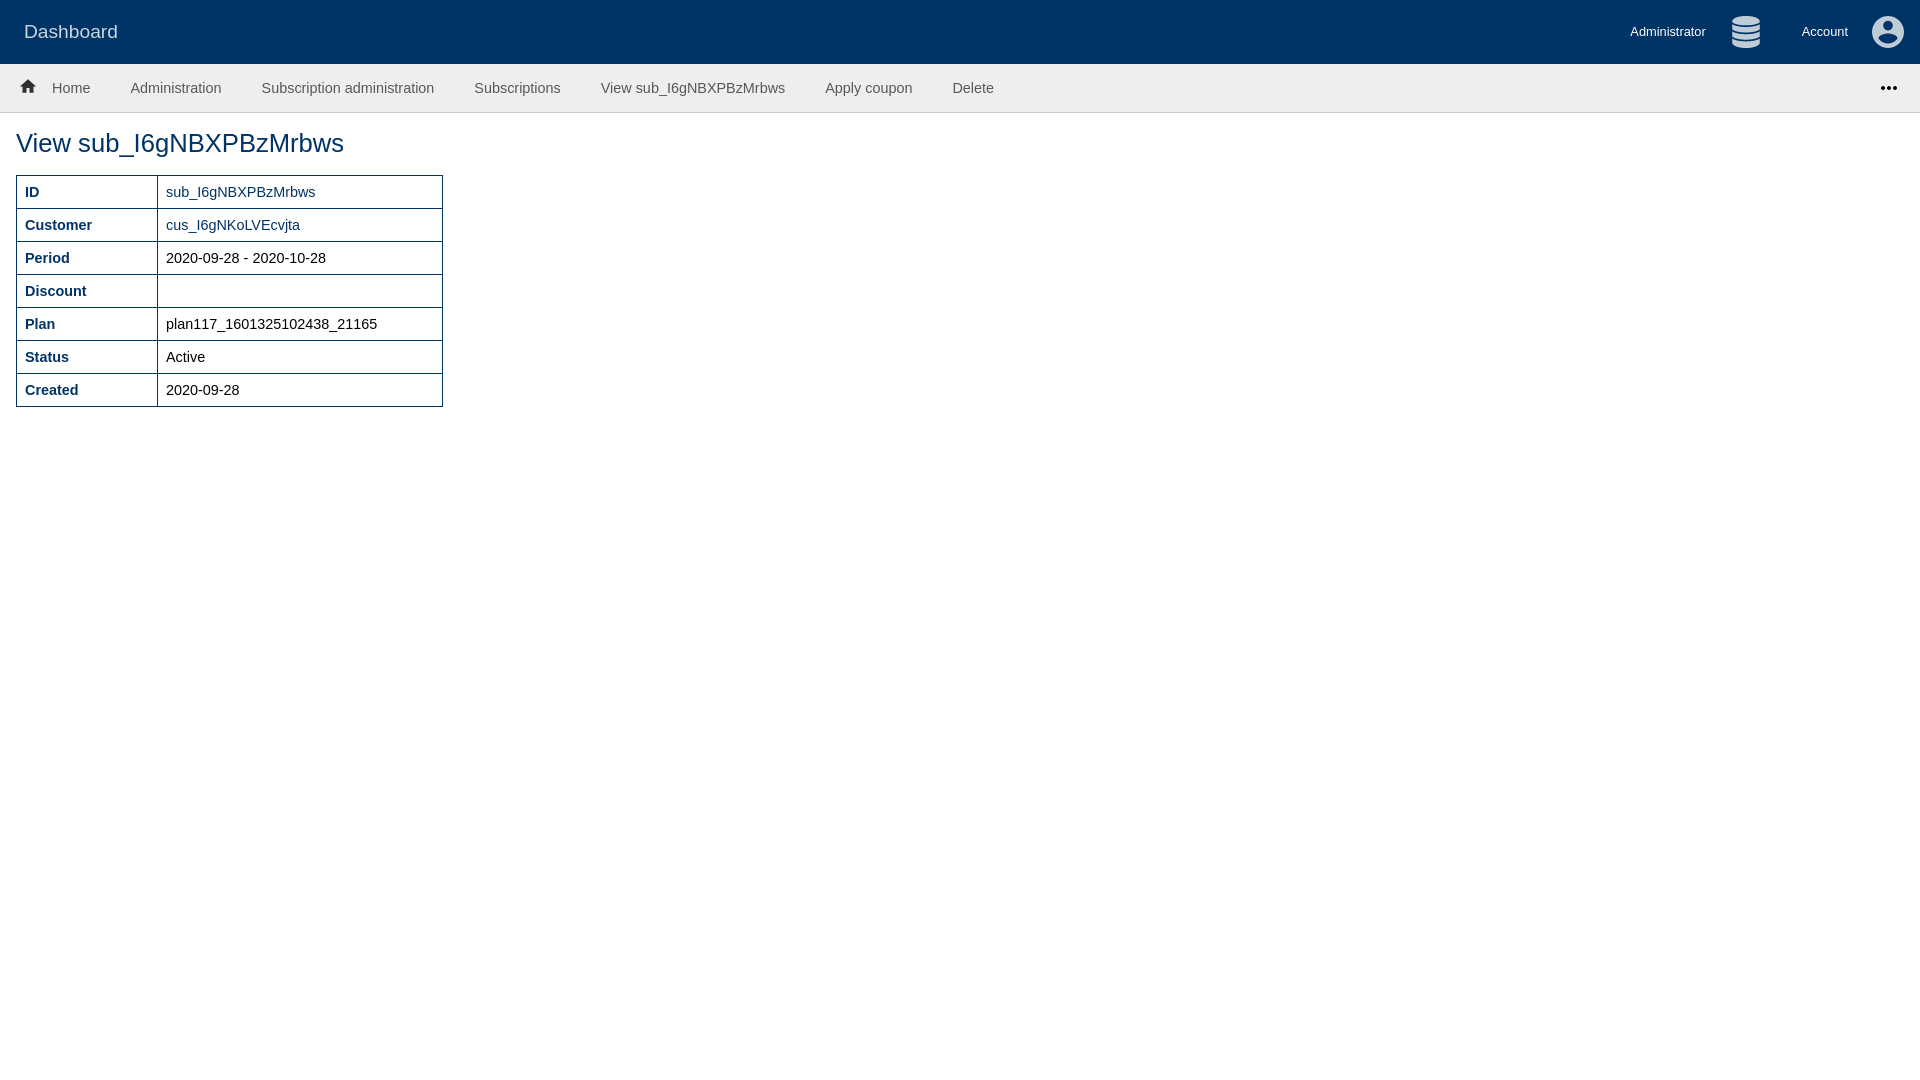 Dashboard
Administrator
Account
Home
Administration
Subscription administration
Subscriptions
View sub_I6gNBXPBzMrbws
Apply coupon
Delete
View sub_I6gNBXPBzMrbws
ID sub_I6gNBXPBzMrbws
Customer cus_I6gNKoLVEcvjta
Period 2020-09-28 - 2020-10-28
Discount
Plan plan117_1601325102438_21165
Status Active
Created 2020-09-28